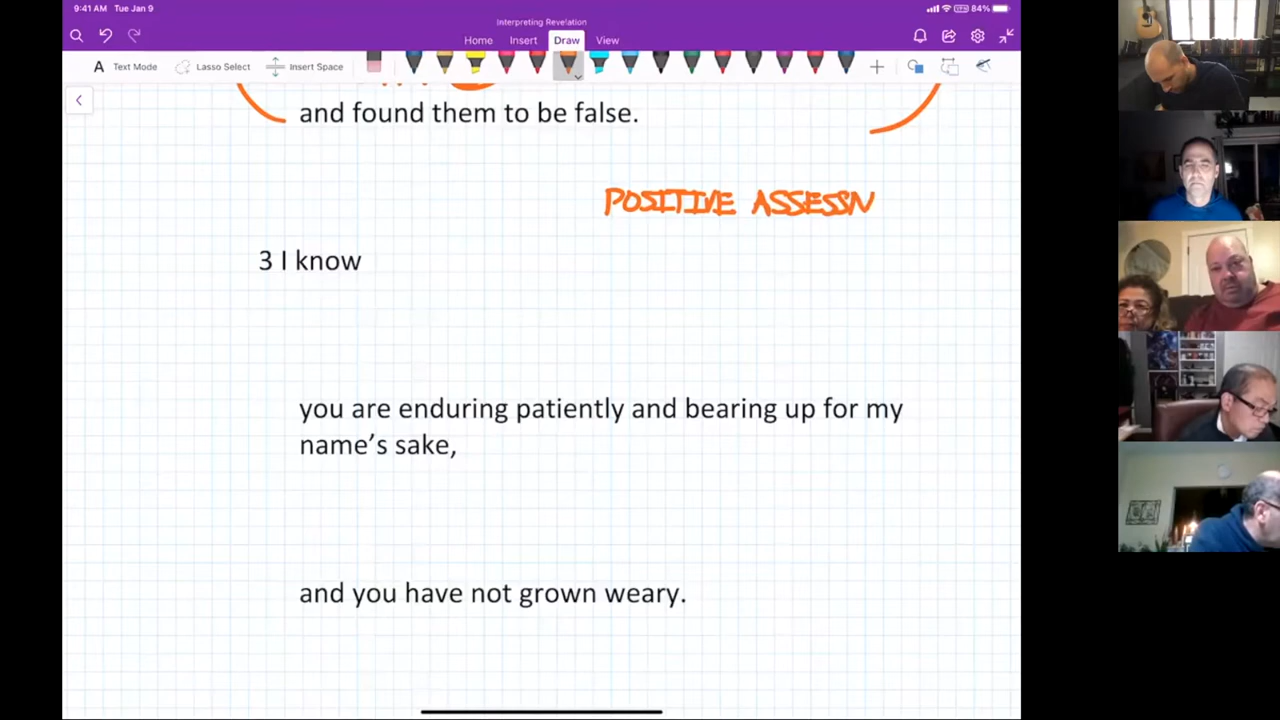 9:41 AM Tue Jan 9
84%
Interpreting Revelation
Home Insert Draw View
Text Mode Lasso Select Insert Space
and found them to be false.
POSITIVE ASSESSN
3 I know
you are enduring patiently and bearing up for my
name’s sake,
and you have not grown weary.